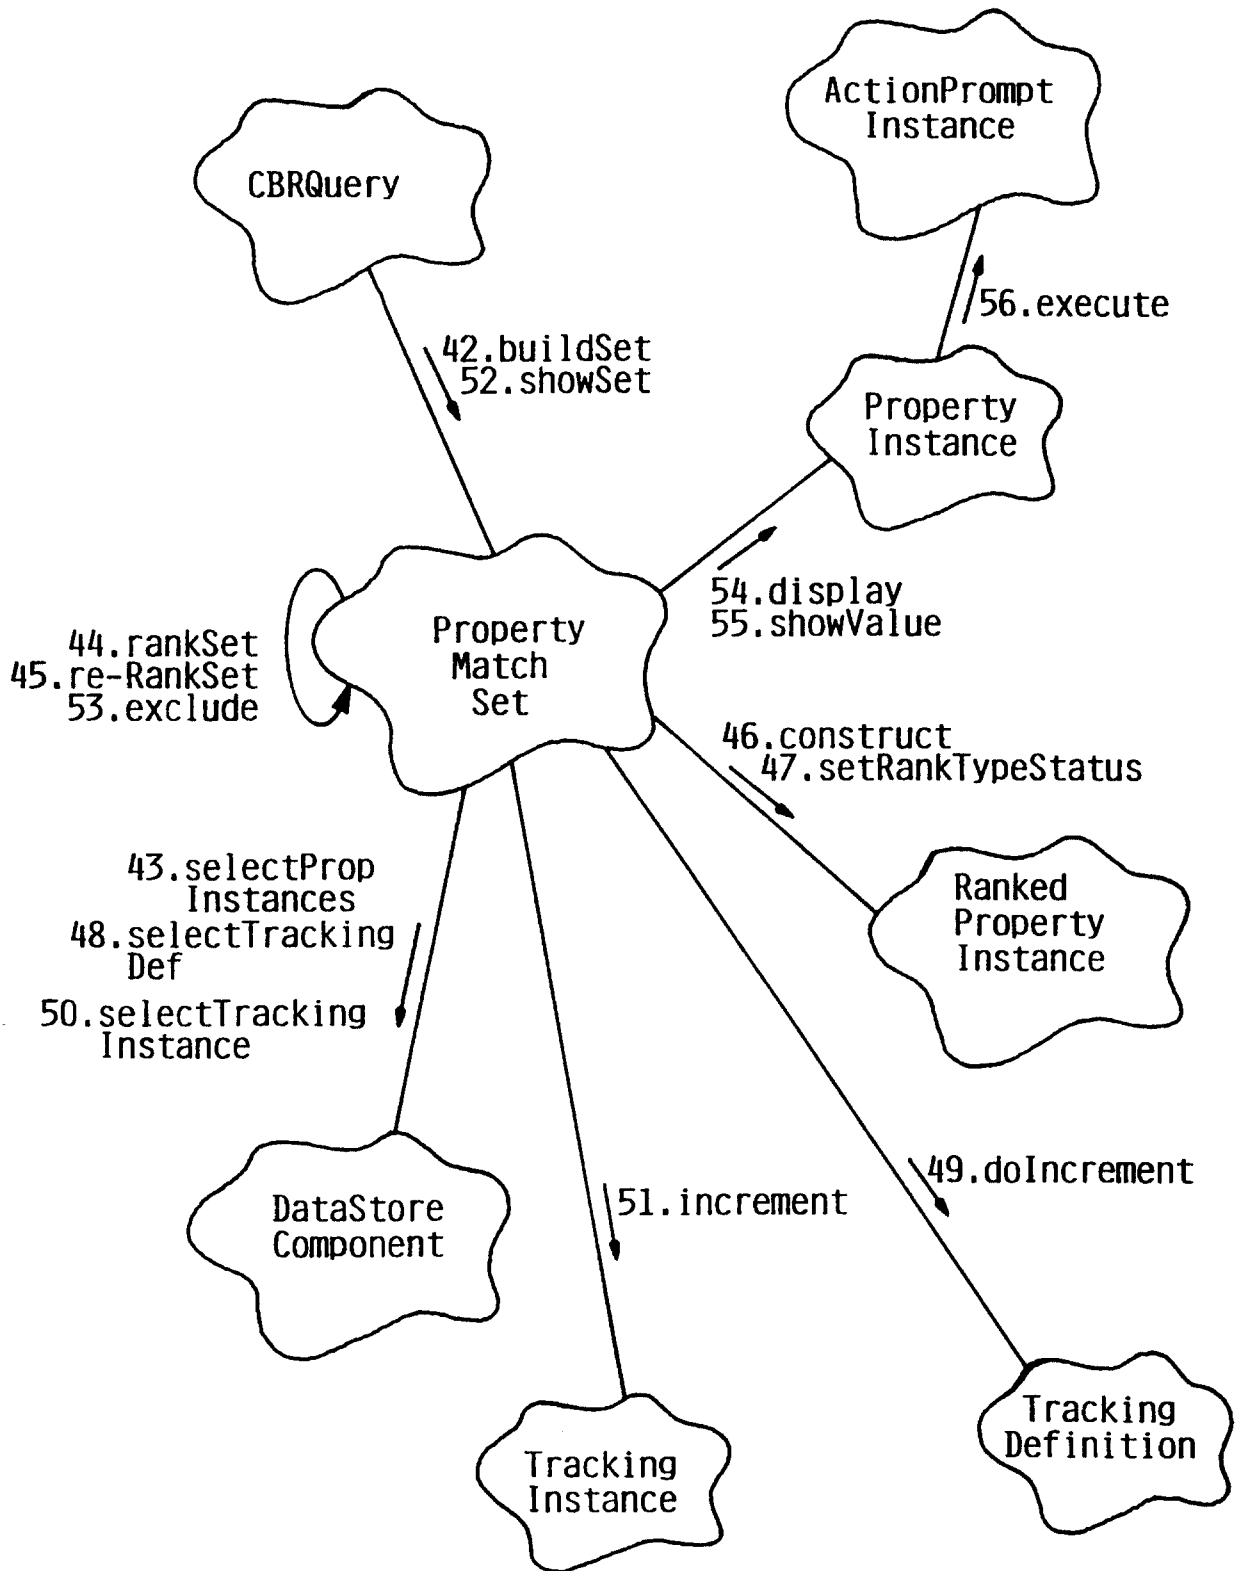 ActionPrompt
Instance
CBRQuery
56.execute
42.buildSet
52.showSet
Property
Instance
54.display
55.showValue
44.rankSet
45.re-RankSet
53.exclude
Property
Match
Set
46.construct
47.setRankTypeStatus
43.selectProp
Instances
48.selectTracking
Def
50.selectTracking
Instance
Ranked
Property
Instance
49.doIncrement
51.increment
DataStore
Component
Tracking
Definition
Tracking
Instance